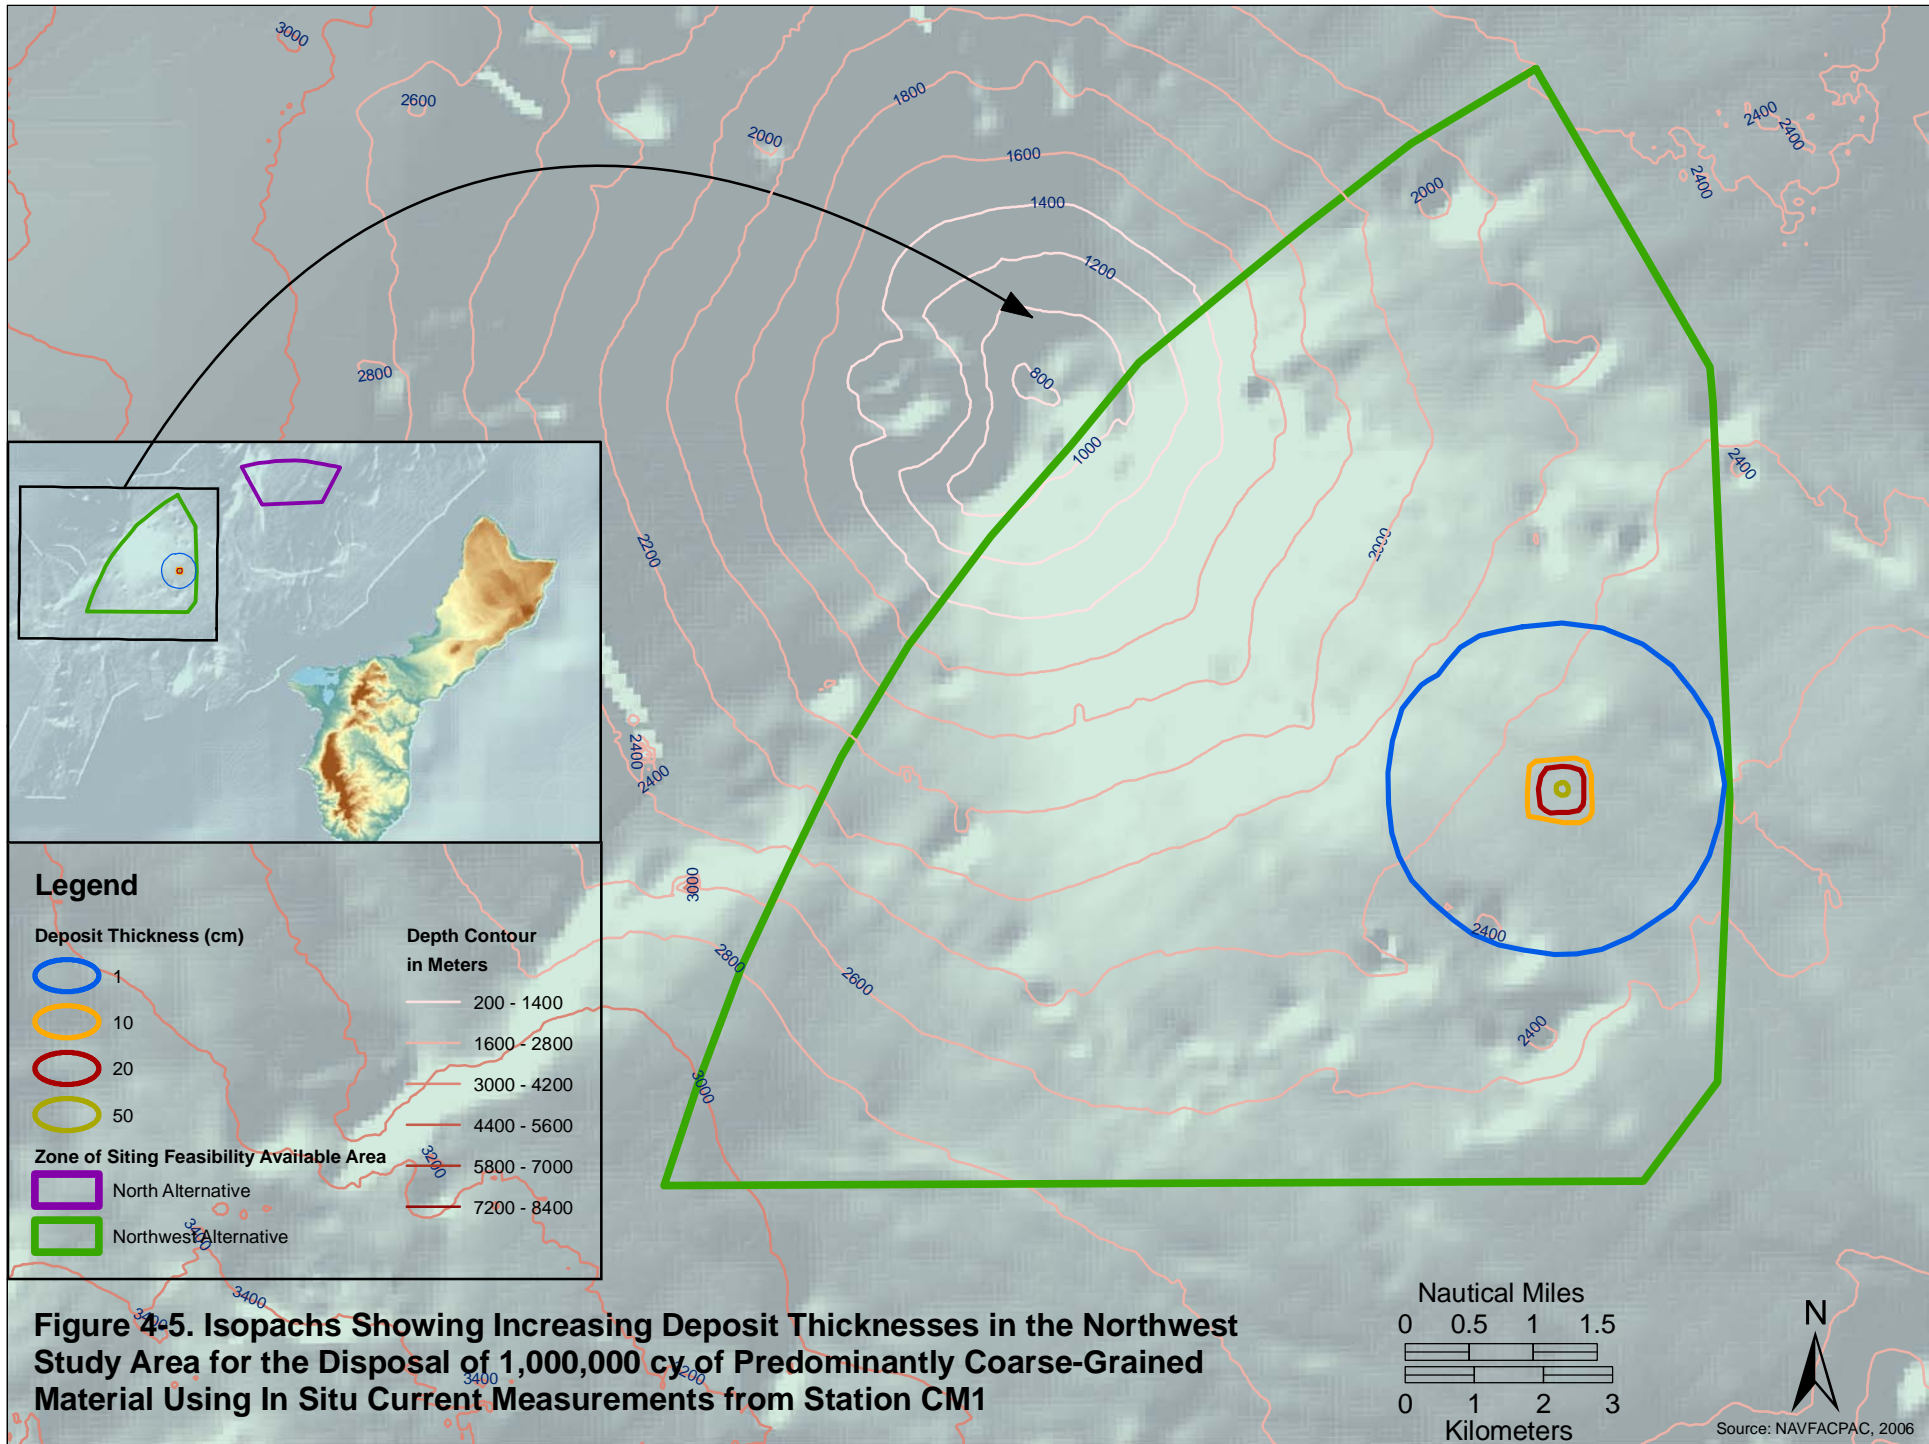 3000
2600
1800
2000
1600
1400
1200
2000
2400
2400
2400
2800
800
1000
2400
2200
2000
2400
2400
3000
2800
2600
2400
2400
3000
Legend
Deposit Thickness (cm)
1
10
20
50
Zone of Siting Feasibility Available Area
North Alternative
Northwest Alternative
Depth Contour
in Meters
200 - 1400
1600 - 2800
3000 - 4200
4400 - 5600
5800 - 7000
7200 - 8400
3200
3400
3400
3400
3400
3200
Figure 4-5. Isopachs Showing Increasing Deposit Thicknesses in the Northwest
Study Area for the Disposal of 1,000,000 cy of Predominantly Coarse-Grained
Material Using In Situ Current Measurements from Station CM1
Nautical Miles
0 0.5 1 1.5
0 1 2 3
Kilometers
N
Source: NAVFACPAC, 2006